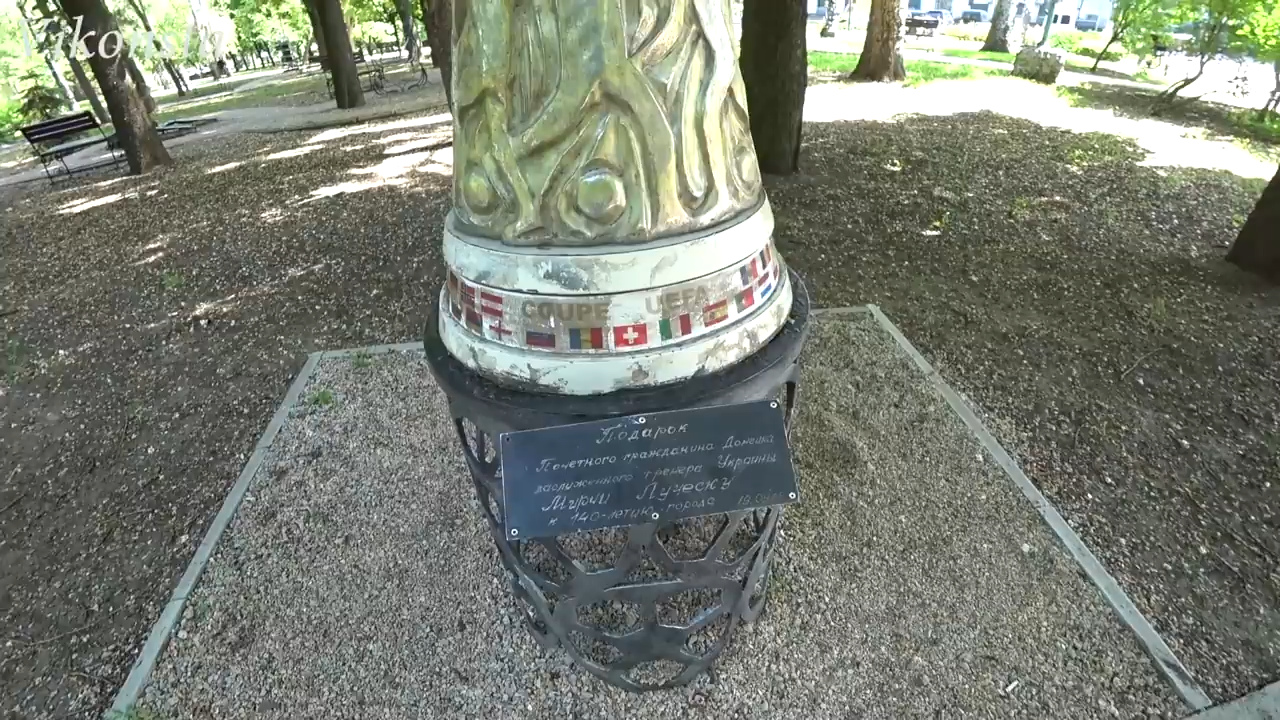 Vikonsin
COUPE UEFA
Подарок
Почетного гражданина Донецка
заслуженного тренера Украины
Мирчи Луческу
к 140-летию города